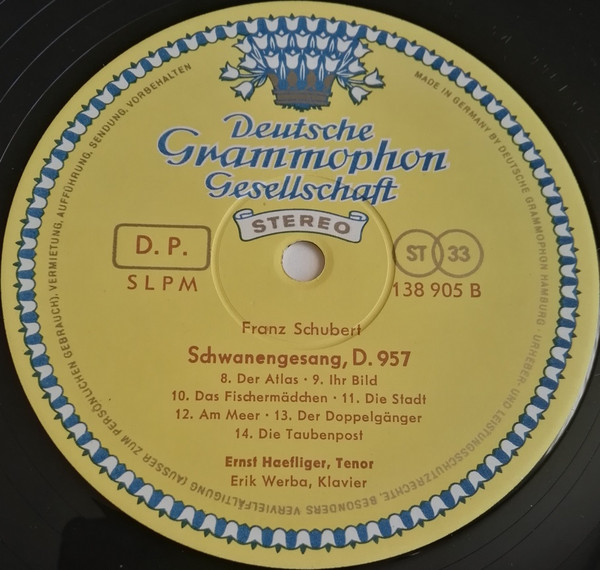 Deutsche
Grammophon
Gesellschaft
STEREO
D. P.
SLPM
ST 33
138 905 B
Franz Schubert
Schwanengesang, D. 957
8. Der Atlas · 9. Ihr Bild
10. Das Fischermädchen · 11. Die Stadt
12. Am Meer · 13. Der Doppelgänger
14. Die Taubenpost
Ernst Haefliger, Tenor
Erik Werba, Klavier
MADE IN GERMANY BY DEUTSCHE GRAMMOPHON HAMBURG · URHEBER- UND LEISTUNGSSCHUTZRECHTE, BESONDERS VERVIELFÄLTIGUNG (AUSSER ZUM PERSÖNLICHEN GEBRAUCH), VERMIETUNG, AUFFÜHRUNG, SENDUNG, VORBEHALTEN